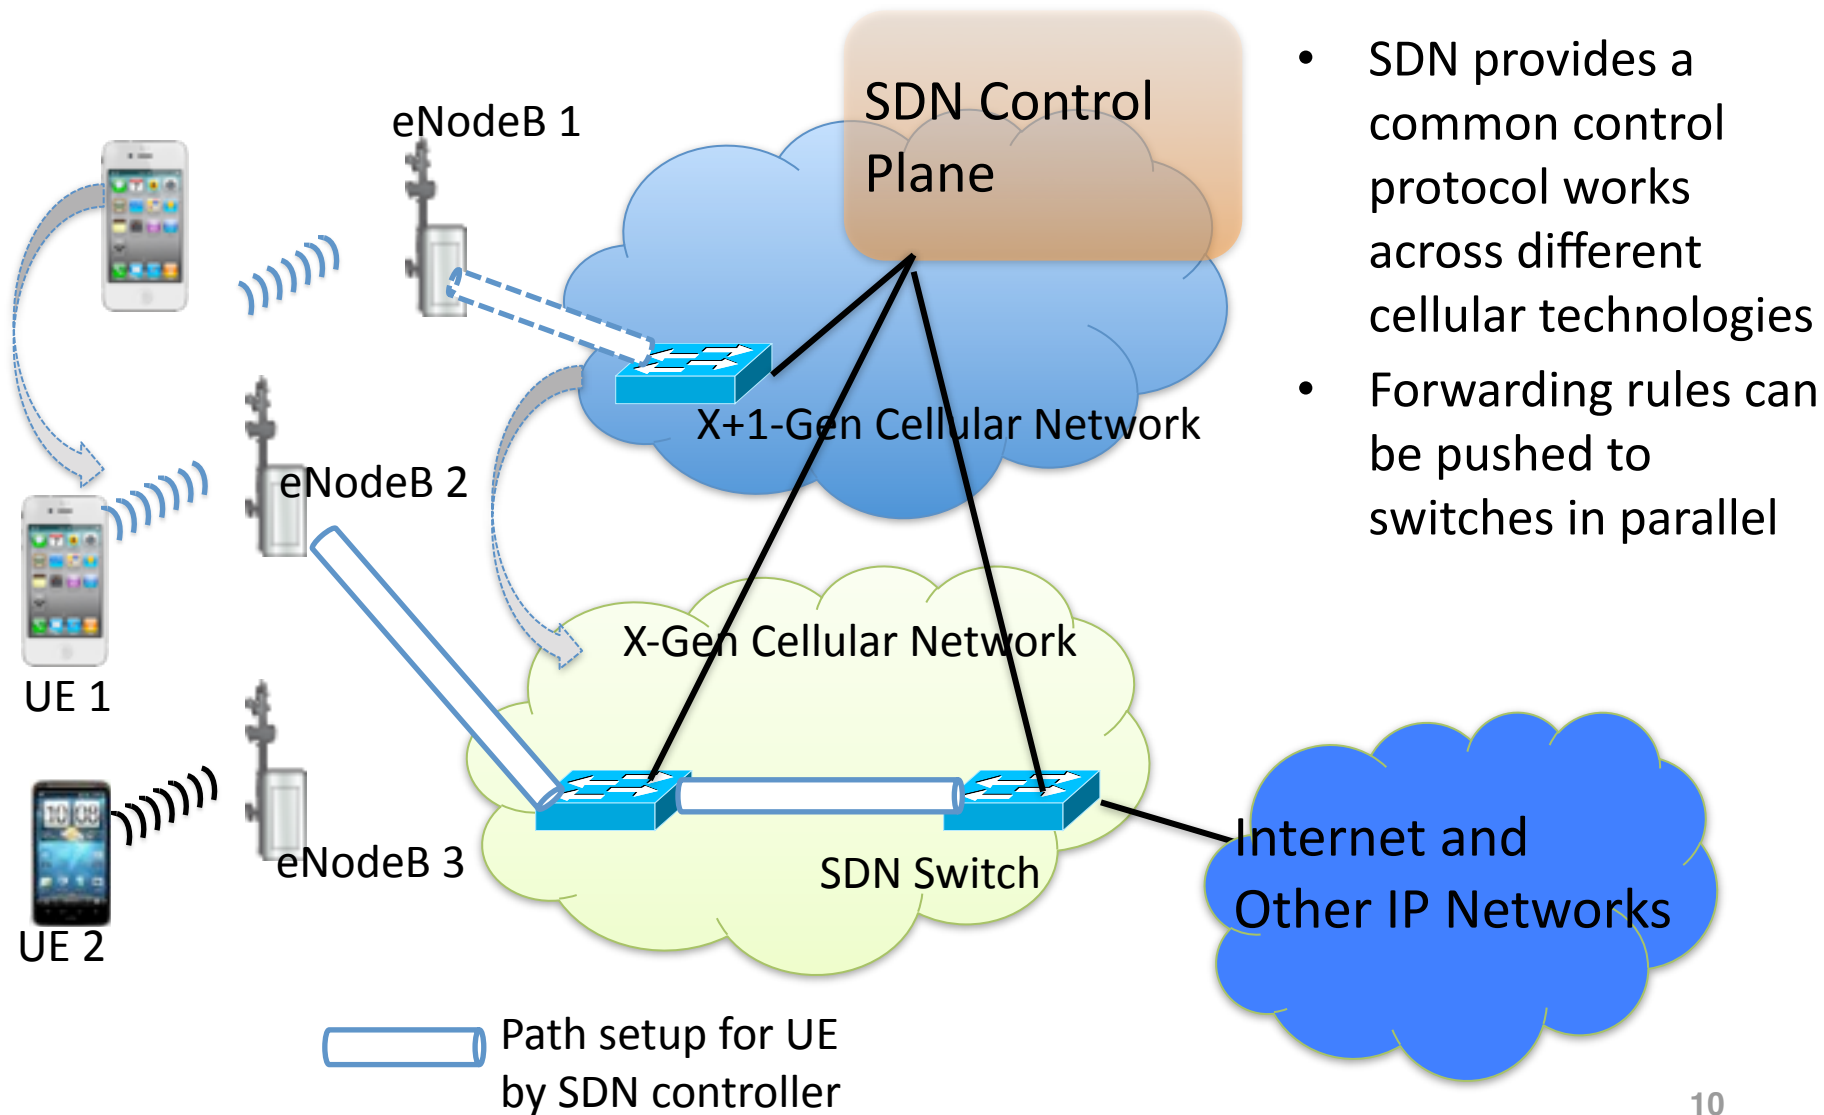 SDN Control
Plane
eNodeB 1
X+1-Gen Cellular Network
eNodeB 2
X-Gen Cellular Network
UE 1
eNodeB 3
SDN Switch
UE 2
10 08
Internet and
Other IP Networks
Path setup for UE
by SDN controller
• SDN provides a
common control
protocol works
across different
cellular technologies
• Forwarding rules can
be pushed to
switches in parallel
10